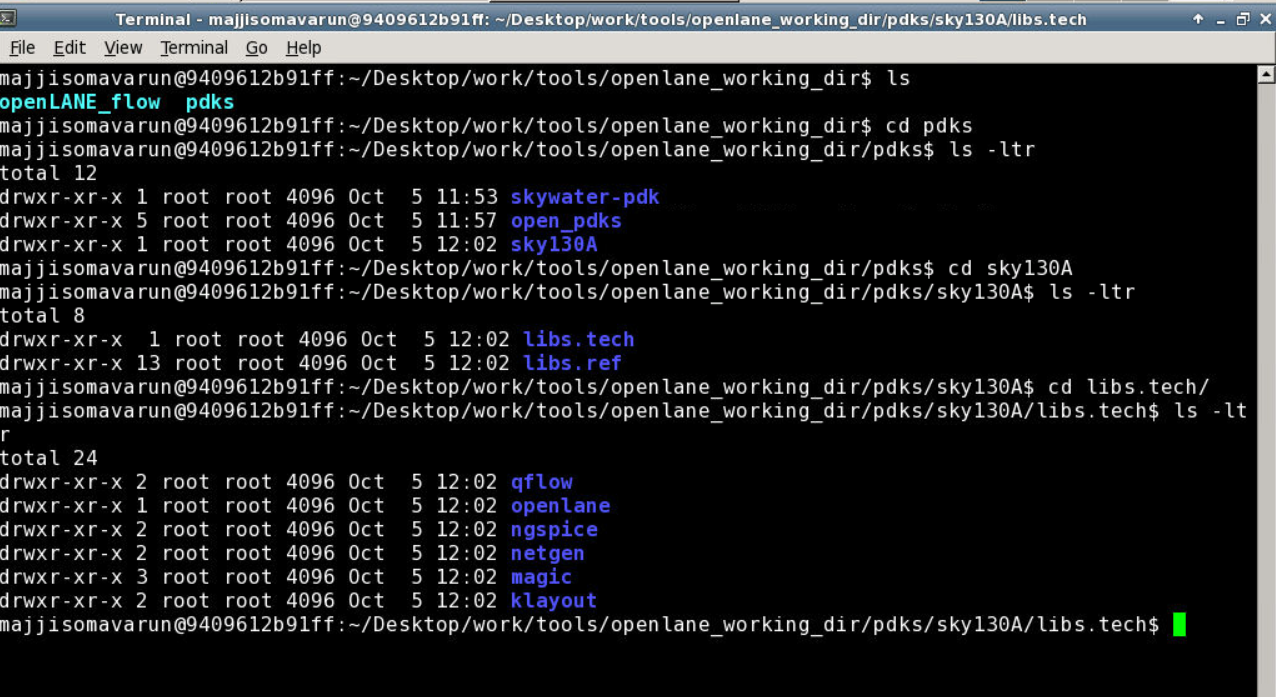 Terminal - majjisomavarun@9409612b91ff: ~/Desktop/work/tools/openlane_working_dir/pdks/sky130A/libs.tech
File Edit View Terminal Go Help
majjisomavarun@9409612b91ff:~/Desktop/work/tools/openlane_working_dir$ ls
openLANE_flow  pdks
majjisomavarun@9409612b91ff:~/Desktop/work/tools/openlane_working_dir$ cd pdks
majjisomavarun@9409612b91ff:~/Desktop/work/tools/openlane_working_dir/pdks$ ls -ltr
total 12
drwxr-xr-x 1 root root 4096 Oct  5 11:53 skywater-pdk
drwxr-xr-x 5 root root 4096 Oct  5 11:57 open_pdks
drwxr-xr-x 1 root root 4096 Oct  5 12:02 sky130A
majjisomavarun@9409612b91ff:~/Desktop/work/tools/openlane_working_dir/pdks$ cd sky130A
majjisomavarun@9409612b91ff:~/Desktop/work/tools/openlane_working_dir/pdks/sky130A$ ls -ltr
total 8
drwxr-xr-x  1 root root 4096 Oct  5 12:02 libs.tech
drwxr-xr-x 13 root root 4096 Oct  5 12:02 libs.ref
majjisomavarun@9409612b91ff:~/Desktop/work/tools/openlane_working_dir/pdks/sky130A$ cd libs.tech/
majjisomavarun@9409612b91ff:~/Desktop/work/tools/openlane_working_dir/pdks/sky130A/libs.tech$ ls -lt
r
total 24
drwxr-xr-x 2 root root 4096 Oct  5 12:02 qflow
drwxr-xr-x 1 root root 4096 Oct  5 12:02 openlane
drwxr-xr-x 2 root root 4096 Oct  5 12:02 ngspice
drwxr-xr-x 2 root root 4096 Oct  5 12:02 netgen
drwxr-xr-x 3 root root 4096 Oct  5 12:02 magic
drwxr-xr-x 2 root root 4096 Oct  5 12:02 klayout
majjisomavarun@9409612b91ff:~/Desktop/work/tools/openlane_working_dir/pdks/sky130A/libs.tech$